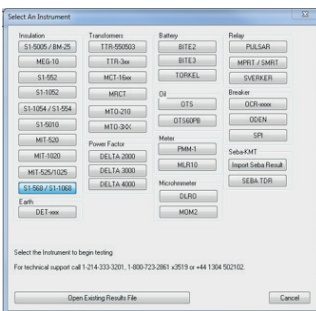 Select An Instrument
Insulation
S1-5005 / BM-25
MEG-10
S1-552
S1-1052
S1-1054 / S1-554
S1-5010
MIT-520
MIT-1020
MIT-525/1025
S1-568 / S1-1068
Earth
DET-xxx
Transformers
TTR-550503
TTR-3xx
MCT-16xx
MRCT
MTO-210
MTO-3XX
Power Factor
DELTA 2000
DELTA 3000
DELTA 4000
Battery
BITE2
BITE3
TORKEL
Oil
OTS
OTS60PB
Meter
PMM-1
MLR10
Microhmmeter
DLRO
MOM2
Relay
PULSAR
MPRT / SMRT
SVERKER
Breaker
OCR-xxxx
ODEN
SPI
Seba-KMT
Import Seba Result
SEBA TDR
Select the Instrument to begin testing
For technical support call 1-214-333-3201, 1-800-723-2861 x3519 or +44 1304 502102.
Open Existing Results File
Cancel